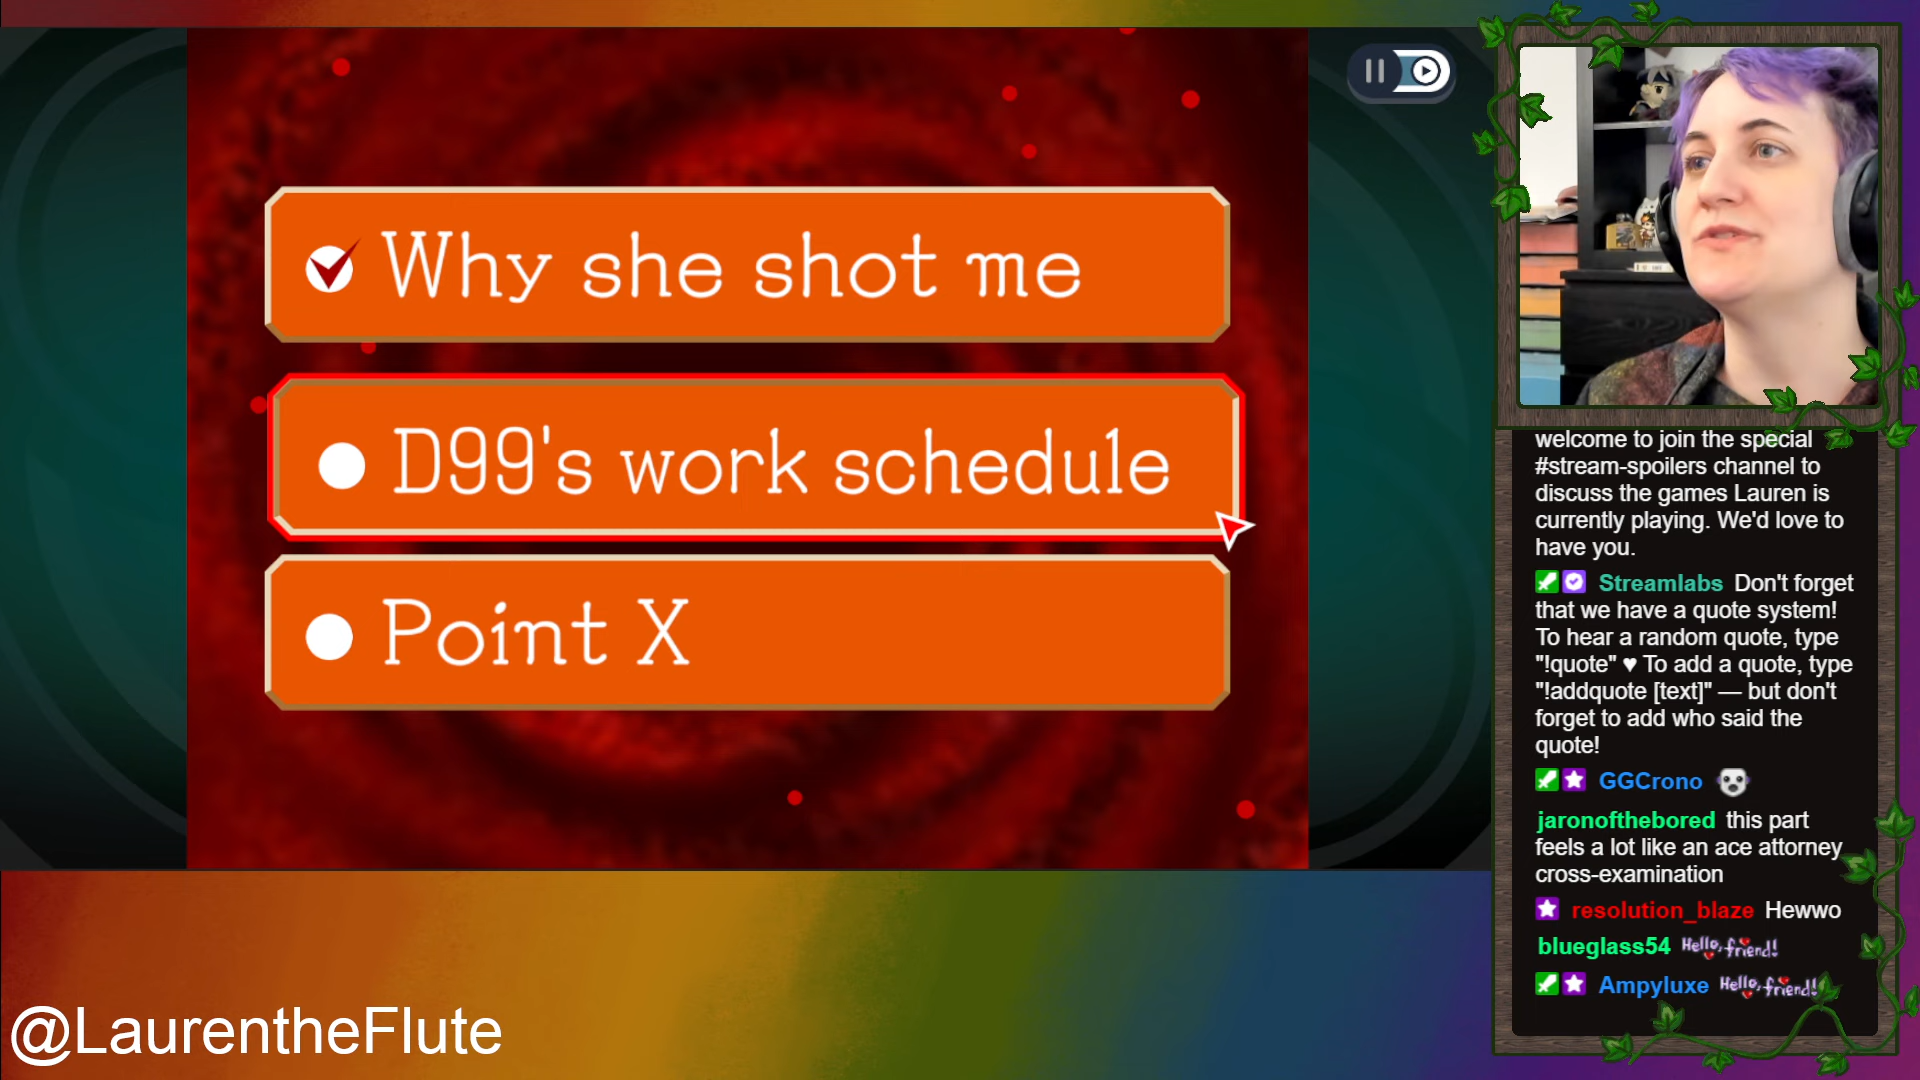 Why she shot me
D99's work schedule
Point X
@LaurentheFlute
welcome to join the special
#stream-spoilers channel to
discuss the games Lauren is
currently playing. We'd love to
have you.
Streamlabs Don't forget
that we have a quote system!
To hear a random quote, type
"!quote" ♥ To add a quote, type
"!addquote [text]" — but don't
forget to add who said the
quote!
GGCrono
jaronofthebored this part
feels a lot like an ace attorney
cross-examination
resolution_blaze Hewwo
blueglass54 Hello, friend!
Ampyluxe Hello, friend!